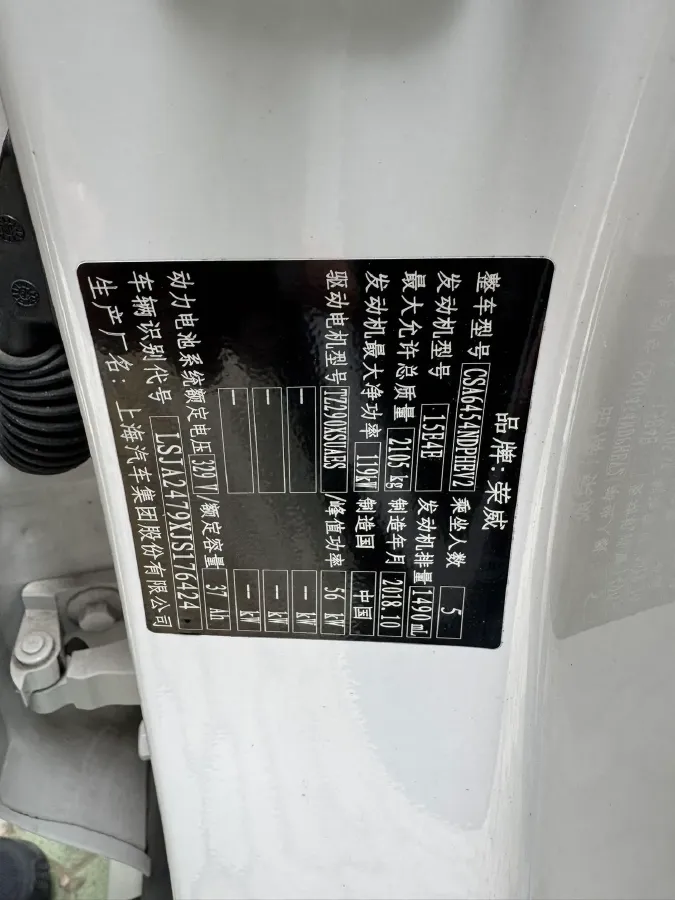 品牌：荣威
整车型号 CSA6454NDPHEV2 乘坐人数 5
发动机型号 15E4E 发动机排量 1490 mL
最大允许总质量 2105 kg 制造年月 2018.10
发动机最大净功率 119kW 制造国 中国
驱动电机型号 TZ290XS1AES /峰值功率 56 kW
— — kW
— — kW
— — kW
动力电池系统额定电压 329 V/额定容量 37 Ah
车辆识别代号 LSJA2479XJS176424
生产厂名：上海汽车集团股份有限公司